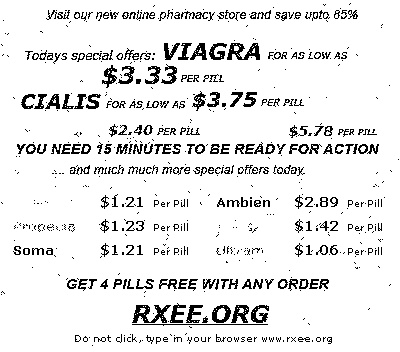 Visit our new online pharmacy store and save upto 85%
Todays special offers: VIAGRA FOR AS LOW AS
$3.33 PER PILL
CIALIS FOR AS LOW AS $3.75 PER PILL
$2.40 PER PILL $5.78 PER PILL
YOU NEED 15 MINUTES TO BE READY FOR ACTION
... and much much more special offers today.
$1.21 Per Pill Ambien $2.89 Per Pill
Propecia $1.23 Per Pill $1.42 Per Pill
Soma $1.21 Per Pill Ultram $1.06 Per Pill
GET 4 PILLS FREE WITH ANY ORDER
RXEE.ORG
Do not click, type in your browser www.rxee.org